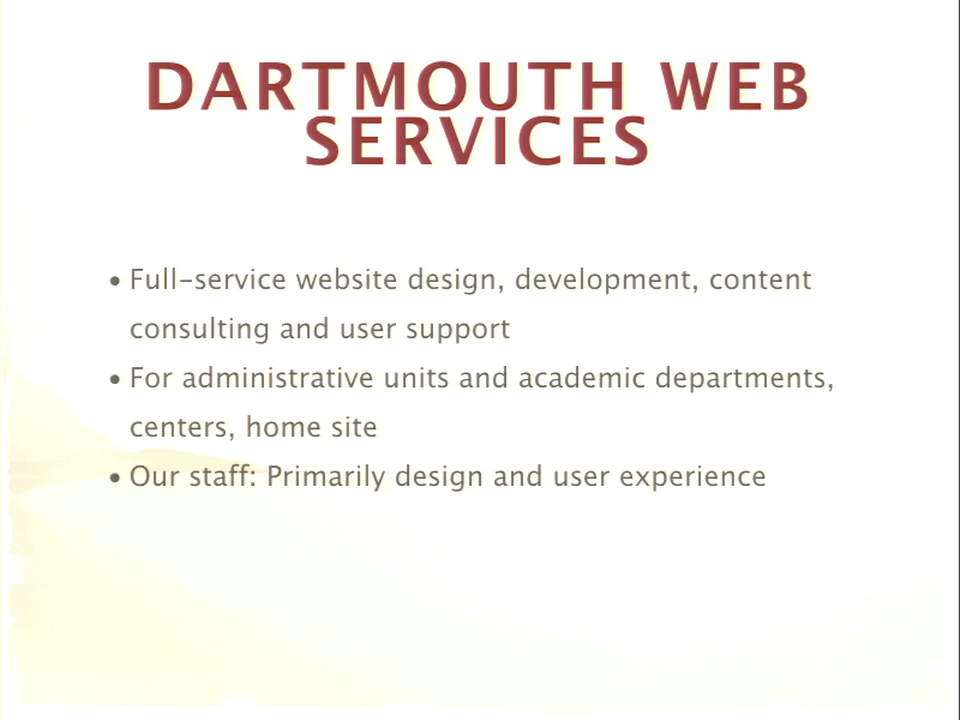 DARTMOUTH WEB
SERVICES
• Full-service website design, development, content
consulting and user support
• For administrative units and academic departments,
centers, home site
• Our staff: Primarily design and user experience